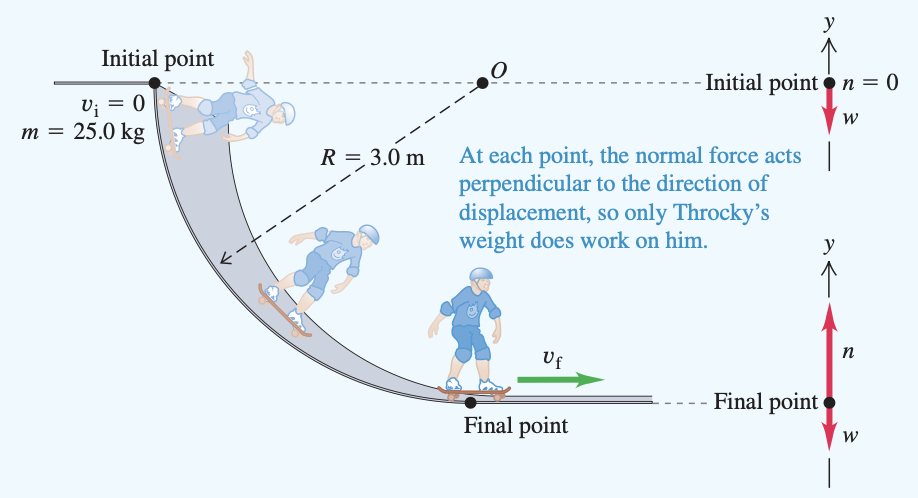 Initial point
O
y
Initial point
n = 0
v_i = 0
w
m = 25.0 kg
R = 3.0 m
At each point, the normal force acts
perpendicular to the direction of
displacement, so only Throcky's
weight does work on him.
y
v_f
n
Final point
Final point
w